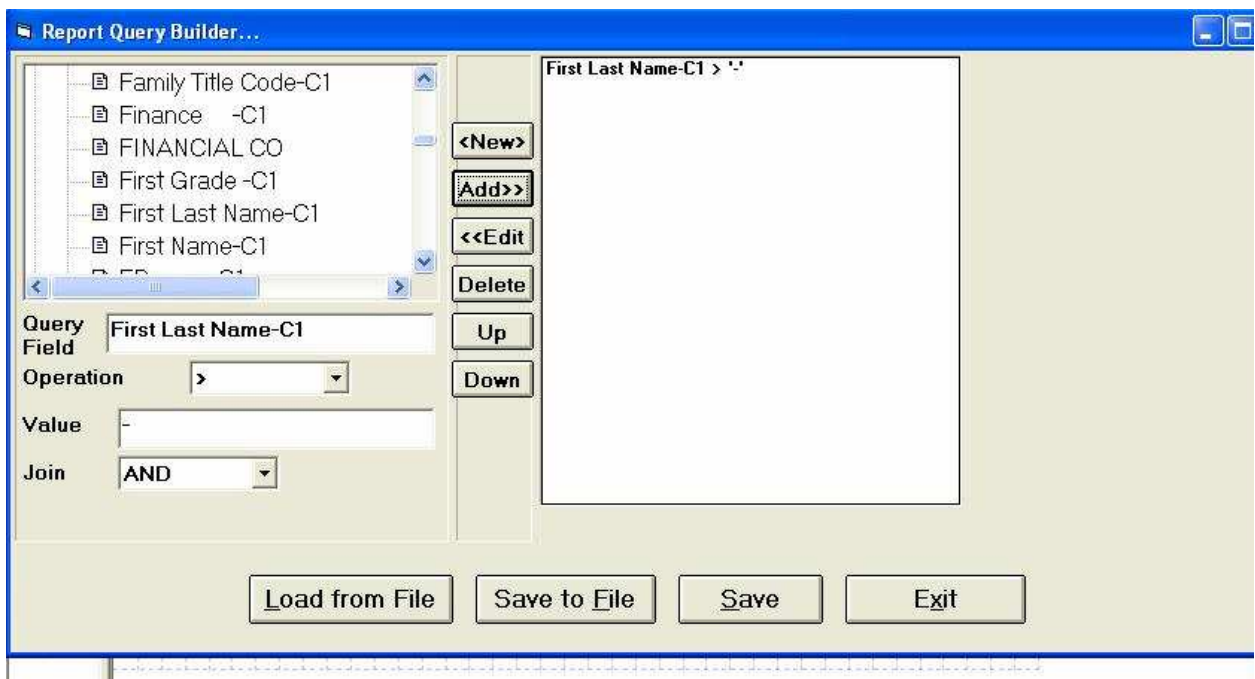 Report Query Builder...
Family Title Code-C1
Finance -C1
FINANCIAL CO
First Grade -C1
First Last Name-C1
First Name-C1
Query Field
First Last Name-C1
Operation
>
Value
-
Join
AND
<New>
Add>>
<<Edit
Delete
Up
Down
First Last Name-C1 > '-'
Load from File
Save to File
Save
Exit